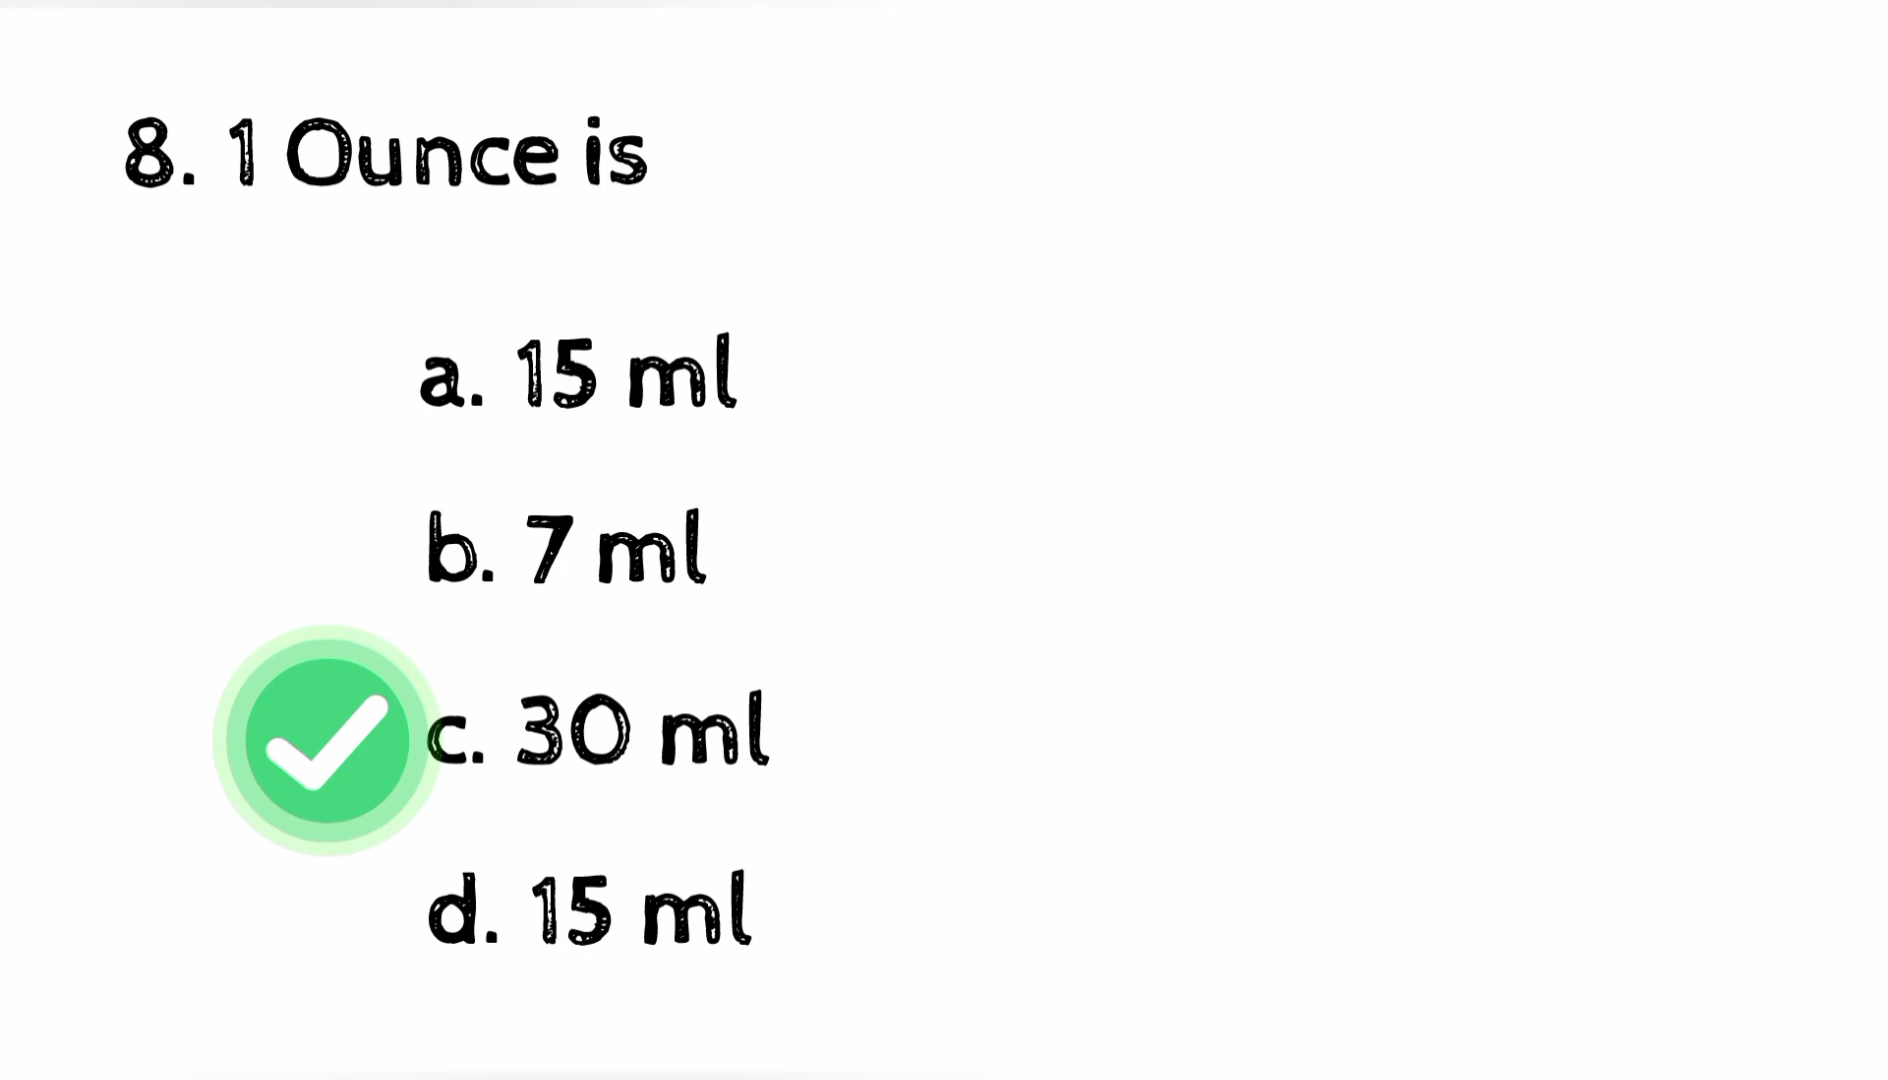 8. 1 Ounce is
a. 15 ml
b. 7 ml
c. 30 ml
d. 15 ml